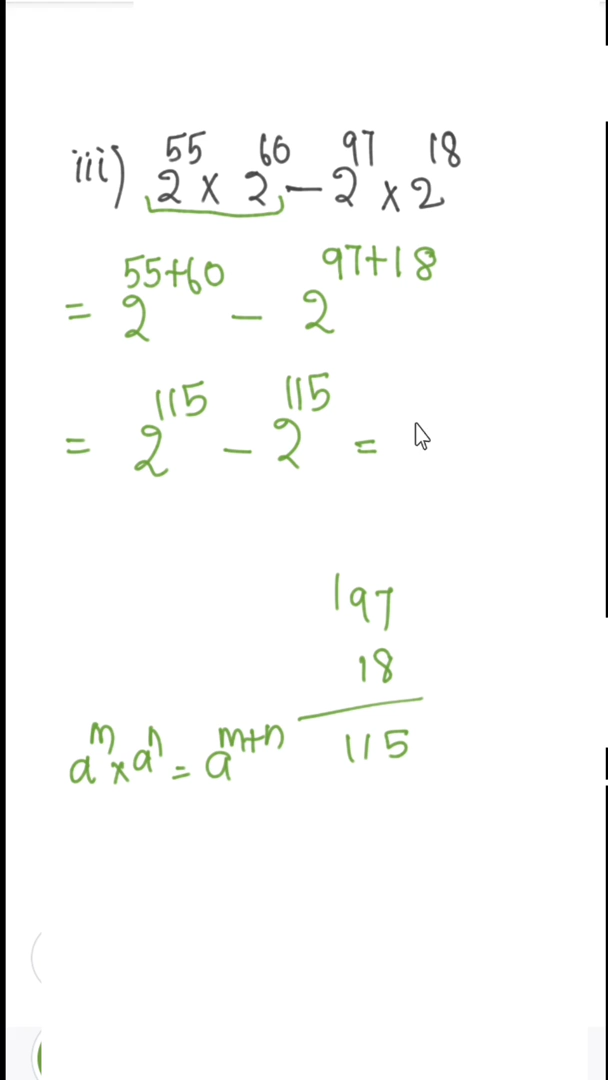 iii) 2^55 × 2^60 – 2^97 × 2^18
= 2^55+60 – 2^97+18
= 2^115 – 2^115 =
197
18
115
a^m × a^n = a^m+n